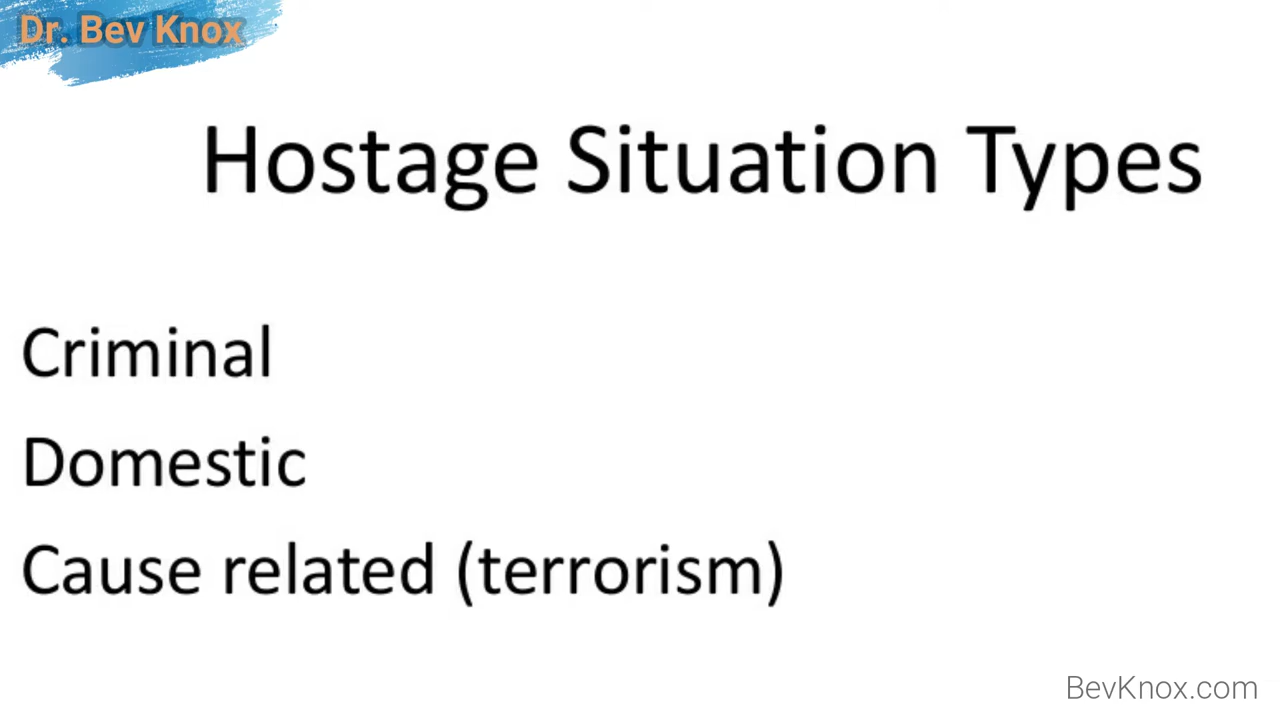 Dr. Bev Knox
Hostage Situation Types
Criminal
Domestic
Cause related (terrorism)
BevKnox.com